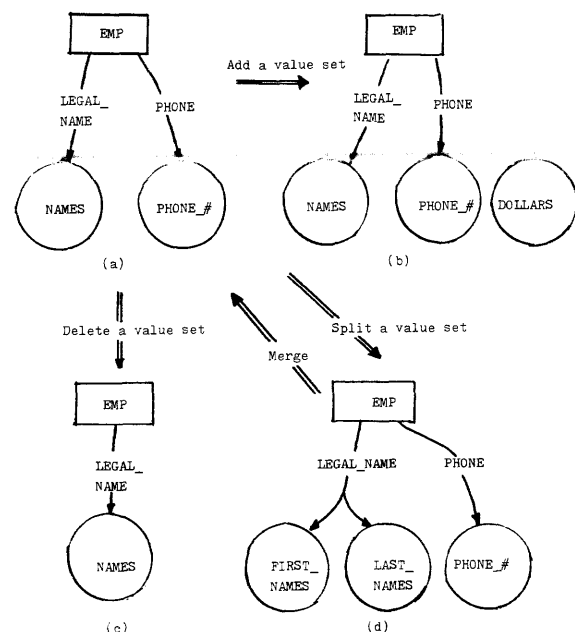 EMP
LEGAL_
NAME
PHONE
NAMES
PHONE_#
(a)
Add a value set
EMP
LEGAL_
NAME
PHONE
NAMES
PHONE_#
DOLLARS
(b)
Delete a value set
Split a value set
Merge
EMP
LEGAL_
NAME
NAMES
(c)
EMP
LEGAL_NAME
PHONE
FIRST_
NAMES
LAST_
NAMES
PHONE_#
(d)